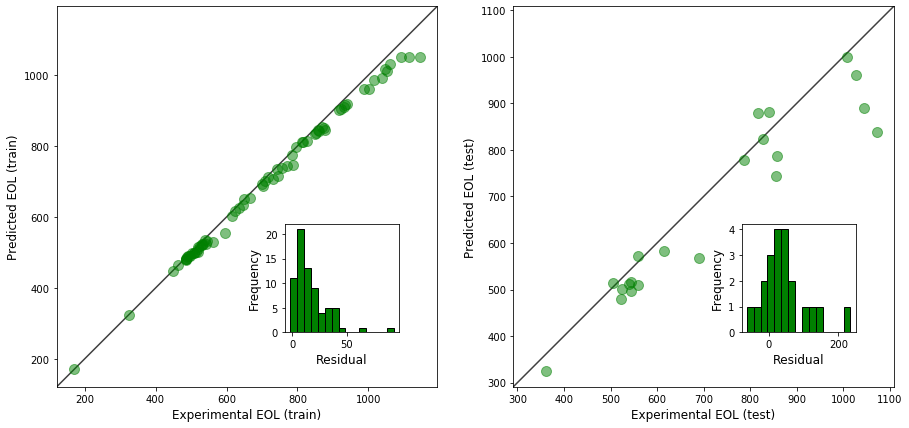 1000
800
600
400
200
Predicted EOL (train)
200 400 600 800 1000
Experimental EOL (train)
20
15
10
5
0
Frequency
0 50
Residual
1100
1000
900
800
700
600
500
400
300
Predicted EOL (test)
300 400 500 600 700 800 900 1000 1100
Experimental EOL (test)
4
3
2
1
0
Frequency
0 200
Residual